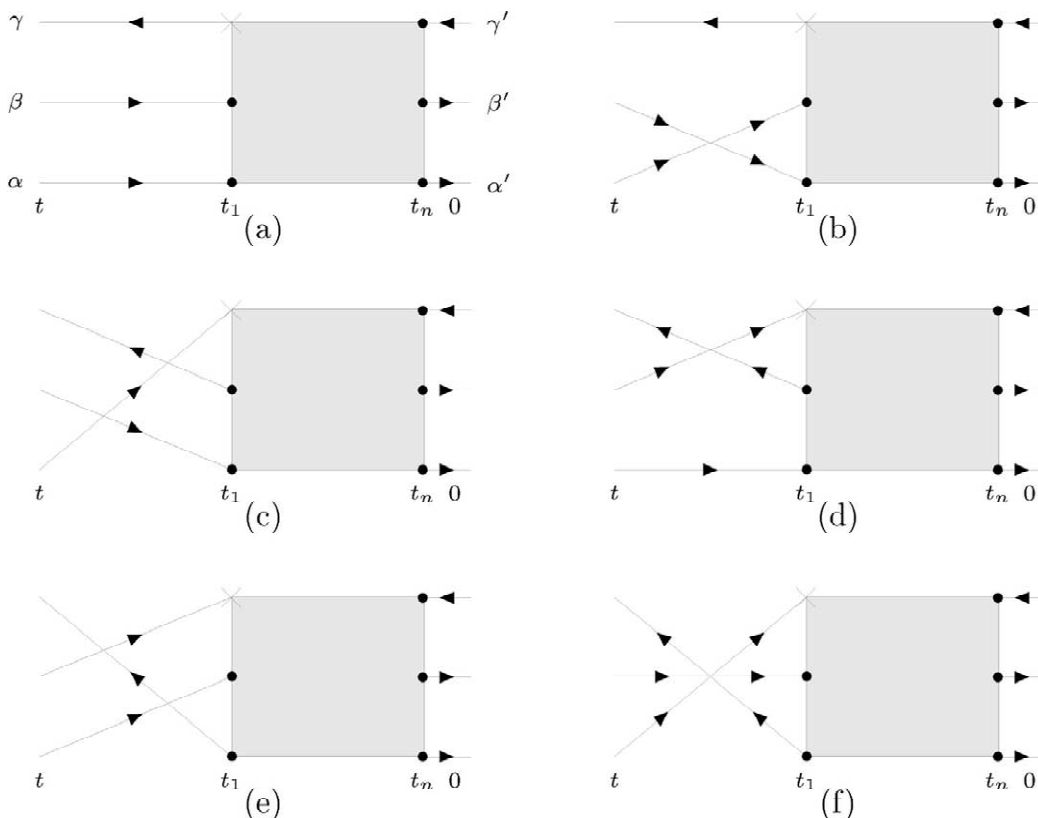 γ γ′
β β′
α α′
t t₁ tₙ 0 t t₁ tₙ 0
(a) (b)
t t₁ tₙ 0 t t₁ tₙ 0
(c) (d)
t t₁ tₙ 0 t t₁ tₙ 0
(e) (f)